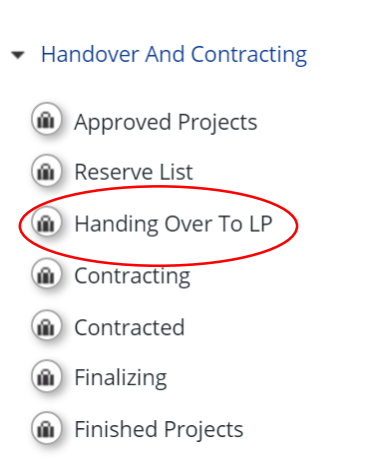 Handover And Contracting
Approved Projects
Reserve List
Handing Over To LP
Contracting
Contracted
Finalizing
Finished Projects